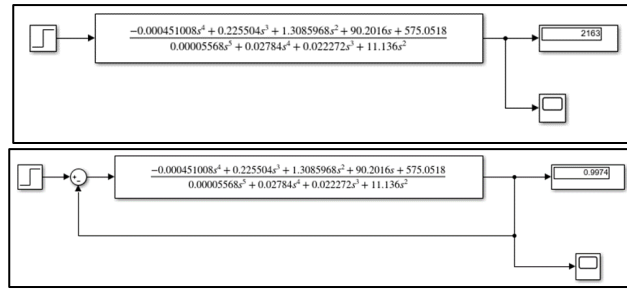 −0.000451008s⁴ + 0.225504s³ + 1.3085968s² + 90.2016s + 575.0518
0.00005568s⁵ + 0.02784s⁴ + 0.022272s³ + 11.136s²
2163
−0.000451008s⁴ + 0.225504s³ + 1.3085968s² + 90.2016s + 575.0518
0.00005568s⁵ + 0.02784s⁴ + 0.022272s³ + 11.136s²
0.9974